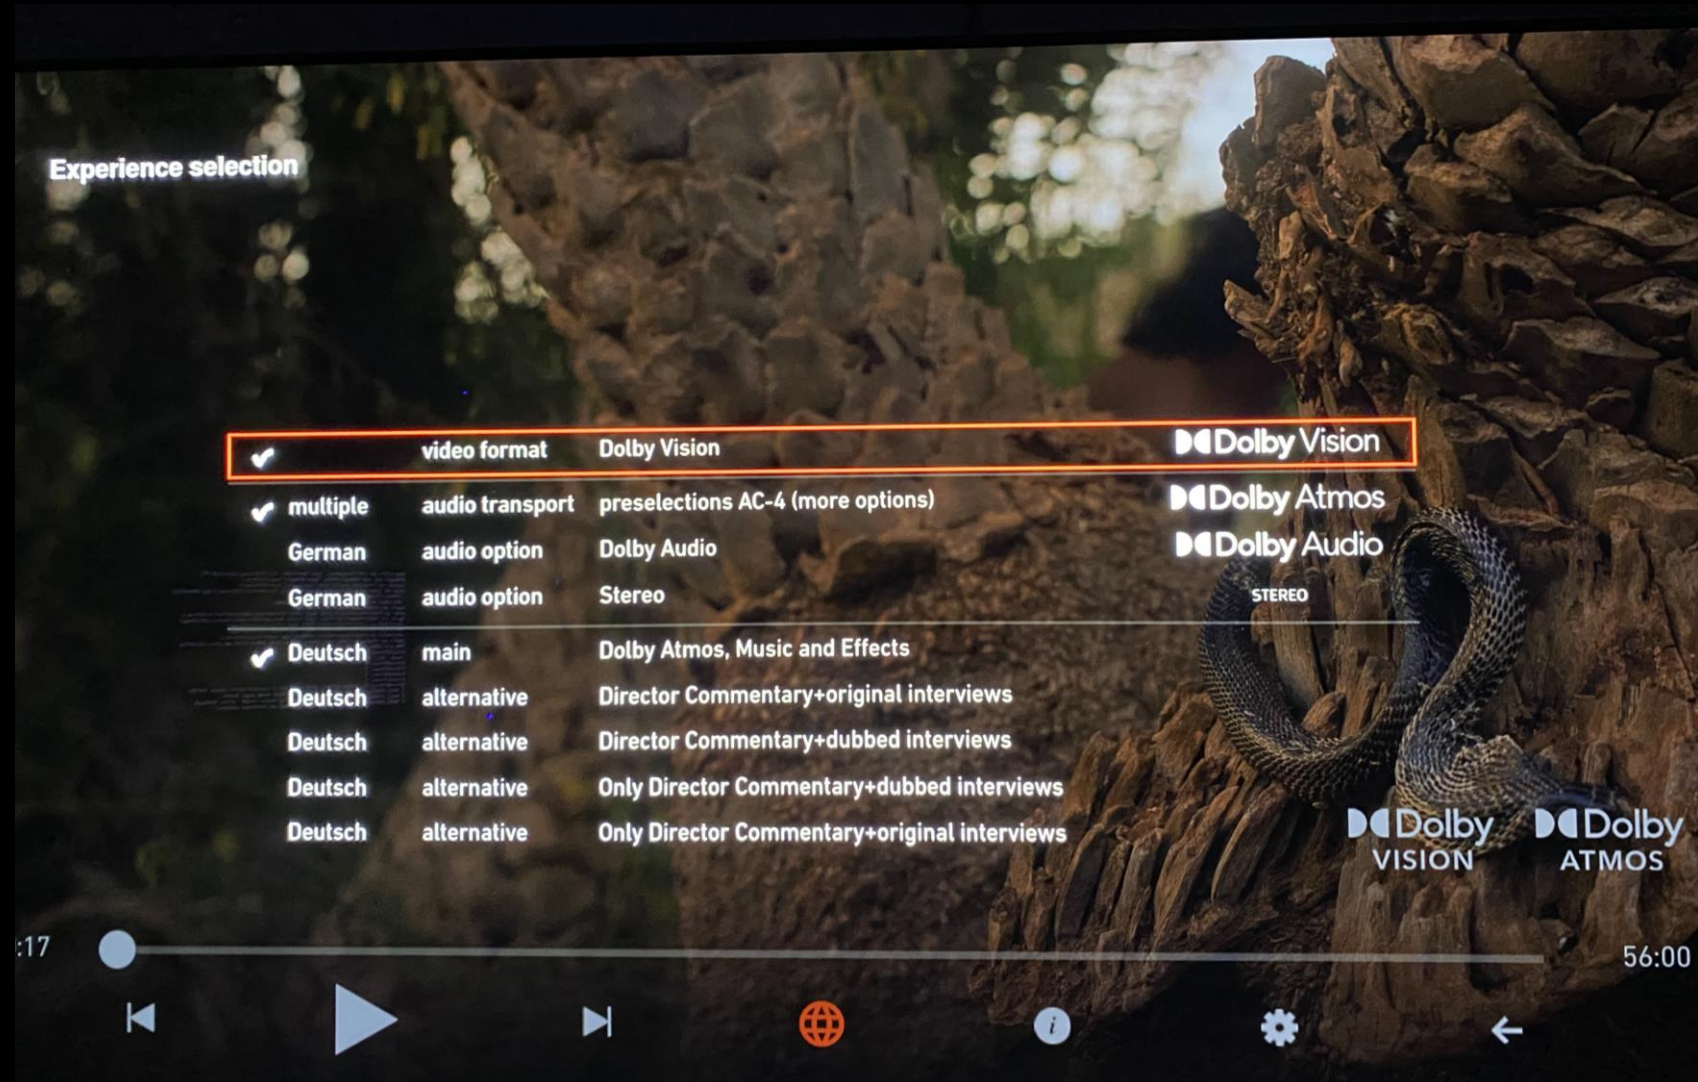 Experience selection
video format Dolby Vision Dolby Vision
multiple audio transport preselections AC-4 (more options) Dolby Atmos
German audio option Dolby Audio Dolby Audio
German audio option Stereo STEREO
Deutsch main Dolby Atmos, Music and Effects
Deutsch alternative Director Commentary+original interviews
Deutsch alternative Director Commentary+dubbed interviews
Deutsch alternative Only Director Commentary+dubbed interviews
Deutsch alternative Only Director Commentary+original interviews
Dolby VISION
Dolby ATMOS
:17 56:00
i